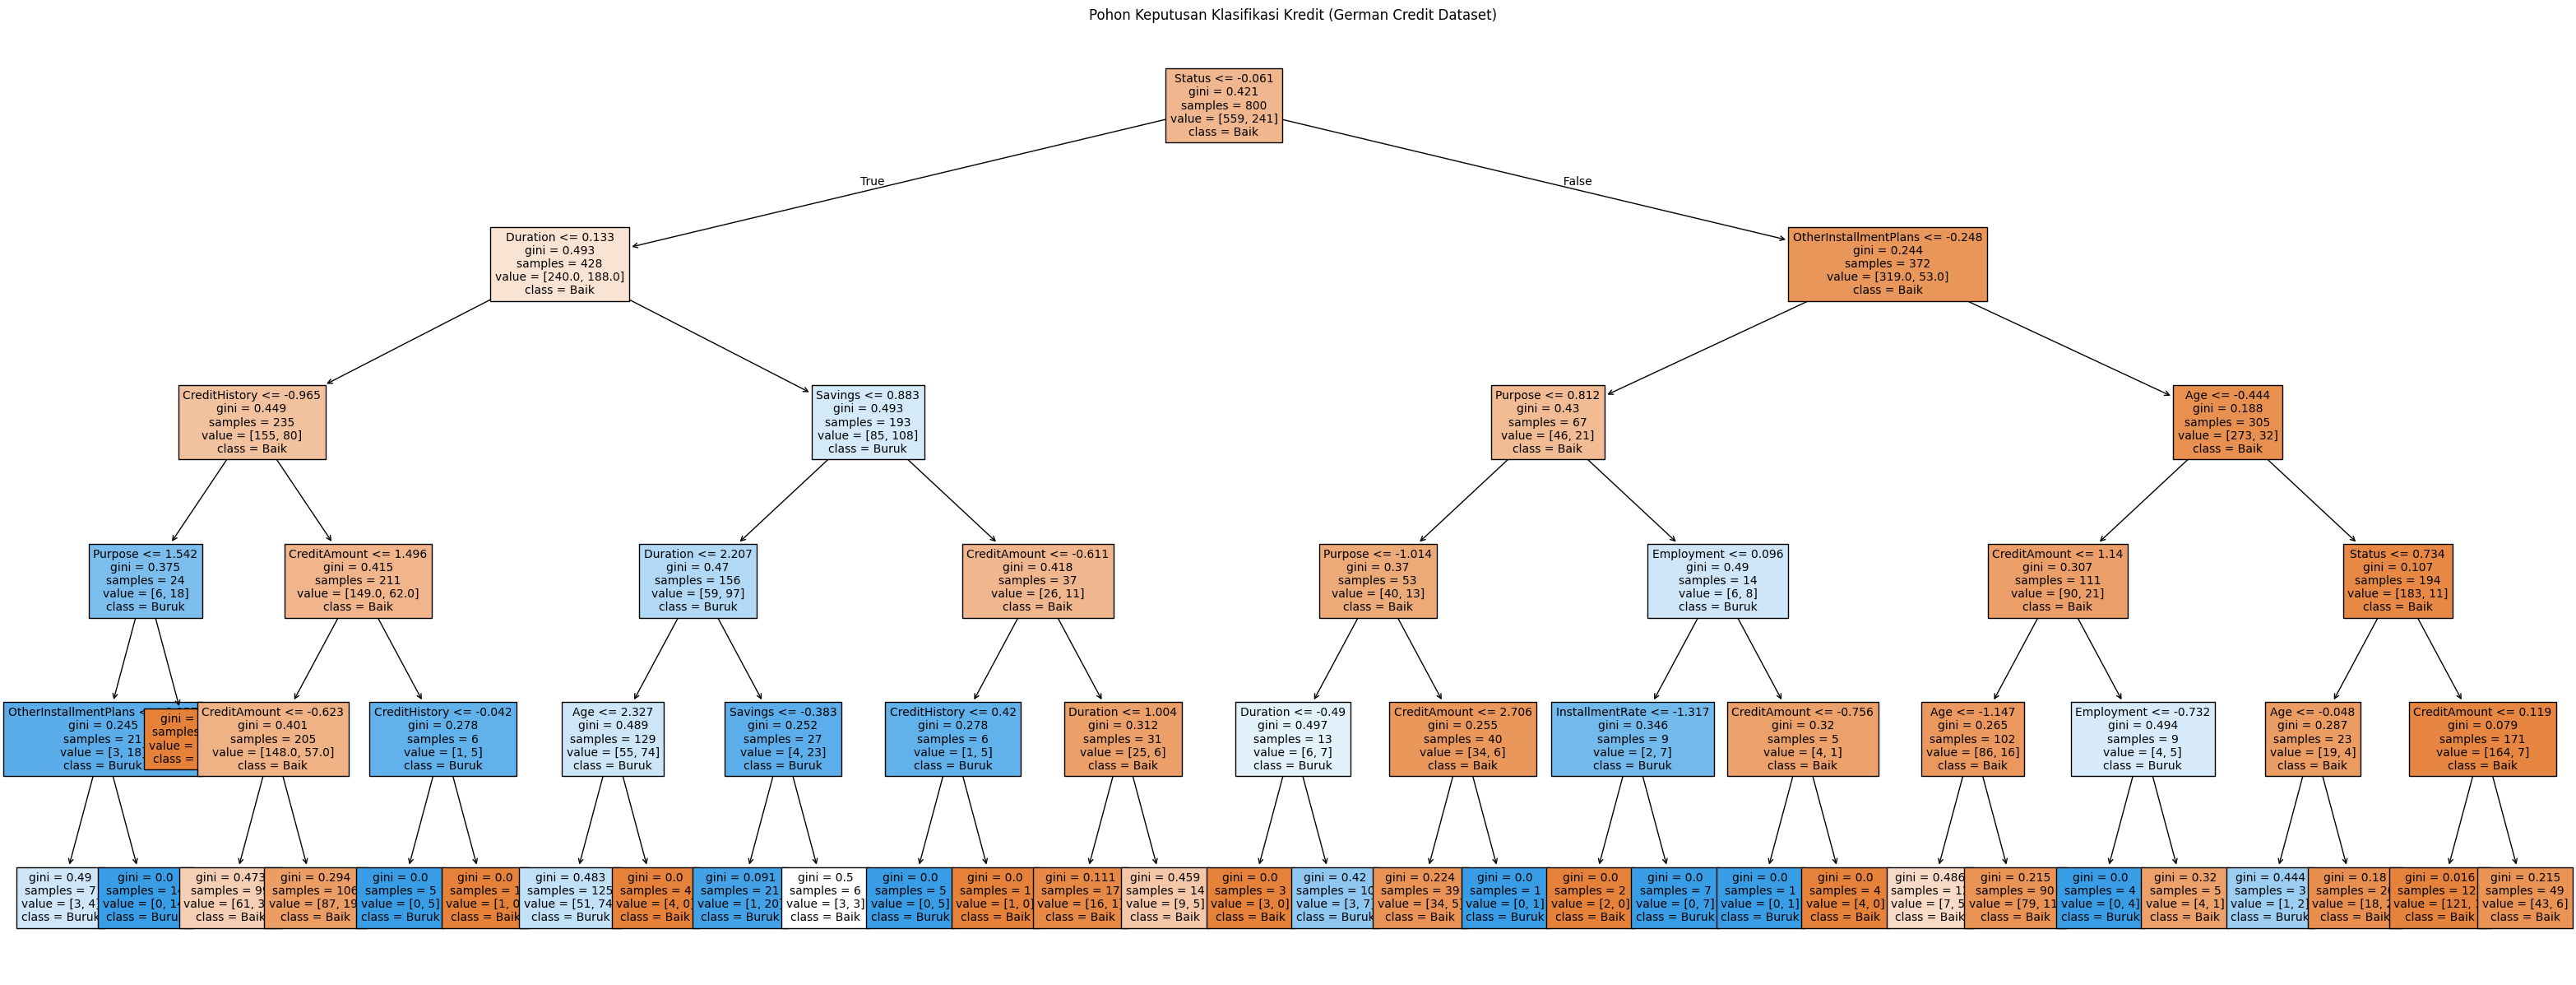 Pohon Keputusan Klasifikasi Kredit (German Credit Dataset)
Status <= -0.061
gini = 0.421
samples = 800
value = [559, 241]
class = Baik
True
False
Duration <= 0.133
gini = 0.493
samples = 428
value = [240.0, 188.0]
class = Baik
OtherInstallmentPlans <= -0.248
gini = 0.244
samples = 372
value = [319.0, 53.0]
class = Baik
CreditHistory <= -0.965
gini = 0.449
samples = 235
value = [155, 80]
class = Baik
Savings <= 0.883
gini = 0.493
samples = 193
value = [85, 108]
class = Buruk
Purpose <= 0.812
gini = 0.43
samples = 67
value = [46, 21]
class = Baik
Age <= -0.444
gini = 0.188
samples = 305
value = [273, 32]
class = Baik
Purpose <= 1.542
gini = 0.375
samples = 24
value = [6, 18]
class = Buruk
CreditAmount <= 1.496
gini = 0.415
samples = 211
value = [149.0, 62.0]
class = Baik
Duration <= 2.207
gini = 0.47
samples = 156
value = [59, 97]
class = Buruk
CreditAmount <= -0.611
gini = 0.418
samples = 37
value = [26, 11]
class = Baik
Purpose <= -1.014
gini = 0.37
samples = 53
value = [40, 13]
class = Baik
Employment <= 0.096
gini = 0.49
samples = 14
value = [6, 8]
class = Buruk
CreditAmount <= 1.14
gini = 0.307
samples = 111
value = [90, 21]
class = Baik
Status <= 0.734
gini = 0.107
samples = 194
value = [183, 11]
class = Baik
OtherInstallmentPlans
gini = 0.245
samples = 21
value = [3, 18]
class = Buruk
gini =
samples
value =
class =
CreditAmount <= -0.623
gini = 0.401
samples = 205
value = [148.0, 57.0]
class = Baik
CreditHistory <= -0.042
gini = 0.278
samples = 6
value = [1, 5]
class = Buruk
Age <= 2.327
gini = 0.489
samples = 129
value = [55, 74]
class = Buruk
Savings <= -0.383
gini = 0.252
samples = 27
value = [4, 23]
class = Buruk
CreditHistory <= 0.42
gini = 0.278
samples = 6
value = [1, 5]
class = Buruk
Duration <= 1.004
gini = 0.312
samples = 31
value = [25, 6]
class = Baik
Duration <= -0.49
gini = 0.497
samples = 13
value = [6, 7]
class = Buruk
CreditAmount <= 2.706
gini = 0.255
samples = 40
value = [34, 6]
class = Baik
InstallmentRate <= -1.317
gini = 0.346
samples = 9
value = [2, 7]
class = Buruk
CreditAmount <= -0.756
gini = 0.32
samples = 5
value = [4, 1]
class = Baik
Age <= -1.147
gini = 0.265
samples = 102
value = [86, 16]
class = Baik
Employment <= -0.732
gini = 0.494
samples = 9
value = [4, 5]
class = Buruk
Age <= -0.048
gini = 0.287
samples = 23
value = [19, 4]
class = Baik
CreditAmount <= 0.119
gini = 0.079
samples = 171
value = [164, 7]
class = Baik
gini = 0.49
samples = 7
value = [3, 4]
class = Buruk
gini = 0.0
samples = 14
value = [0, 14
class = Buruk
gini = 0.473
samples = 99
value = [61, 3
class = Baik
gini = 0.294
samples = 106
value = [87, 19
class = Baik
gini = 0.0
samples = 5
value = [0, 5]
class = Buruk
gini = 0.0
samples = 1
value = [1, 0
class = Baik
gini = 0.483
samples = 125
value = [51, 74
class = Buruk
gini = 0.0
samples = 4
value = [4, 0
class = Baik
gini = 0.091
samples = 21
value = [1, 20]
class = Buruk
gini = 0.5
samples = 6
value = [3, 3]
class = Baik
gini = 0.0
samples = 5
value = [0, 5]
class = Buruk
gini = 0.0
samples = 1
value = [1, 0]
class = Baik
gini = 0.111
samples = 17
value = [16, 1
class = Baik
gini = 0.459
samples = 14
value = [9, 5]
class = Baik
gini = 0.0
samples = 3
value = [3, 0]
class = Baik
gini = 0.42
samples = 10
value = [3, 7]
class = Buruk
gini = 0.224
samples = 39
value = [34, 5]
class = Baik
gini = 0.0
samples = 1
value = [0, 1]
class = Buruk
gini = 0.0
samples = 2
value = [2, 0]
class = Baik
gini = 0.0
samples = 7
value = [0, 7]
class = Buruk
gini = 0.0
samples = 1
value = [0, 1]
class = Buruk
gini = 0.0
samples = 4
value = [4, 0]
class = Baik
gini = 0.486
samples = 12
value = [7, 5
class = Baik
gini = 0.215
samples = 90
value = [79, 11
class = Baik
gini = 0.0
samples = 4
value = [0, 4]
class = Buruk
gini = 0.32
samples = 5
value = [4, 1]
class = Baik
gini = 0.444
samples = 3
value = [1, 2]
class = Buruk
gini = 0.18
samples = 20
value = [18, 2
class = Baik
gini = 0.016
samples = 12
value = [121,
class = Baik
gini = 0.215
samples = 49
value = [43, 6]
class = Baik